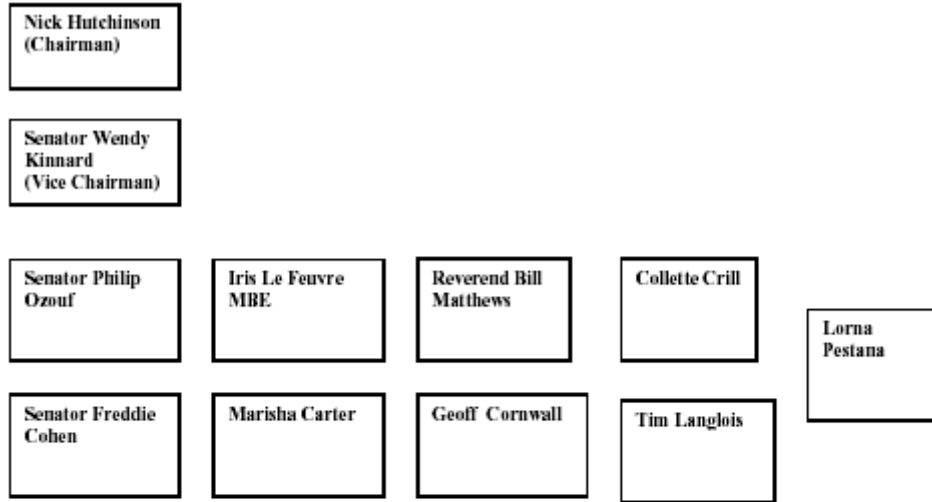 Nick Hutchinson
(Chairman)
Senator Wendy
Kinnard
(Vice Chairman)
Senator Philip
Ozouf
Iris Le Feuvre
MBE
Reverend Bill
Matthews
Collette Crill
Lorna
Pestana
Senator Freddie
Cohen
Marisha Carter
Geoff Cornwall
Tim Langlois